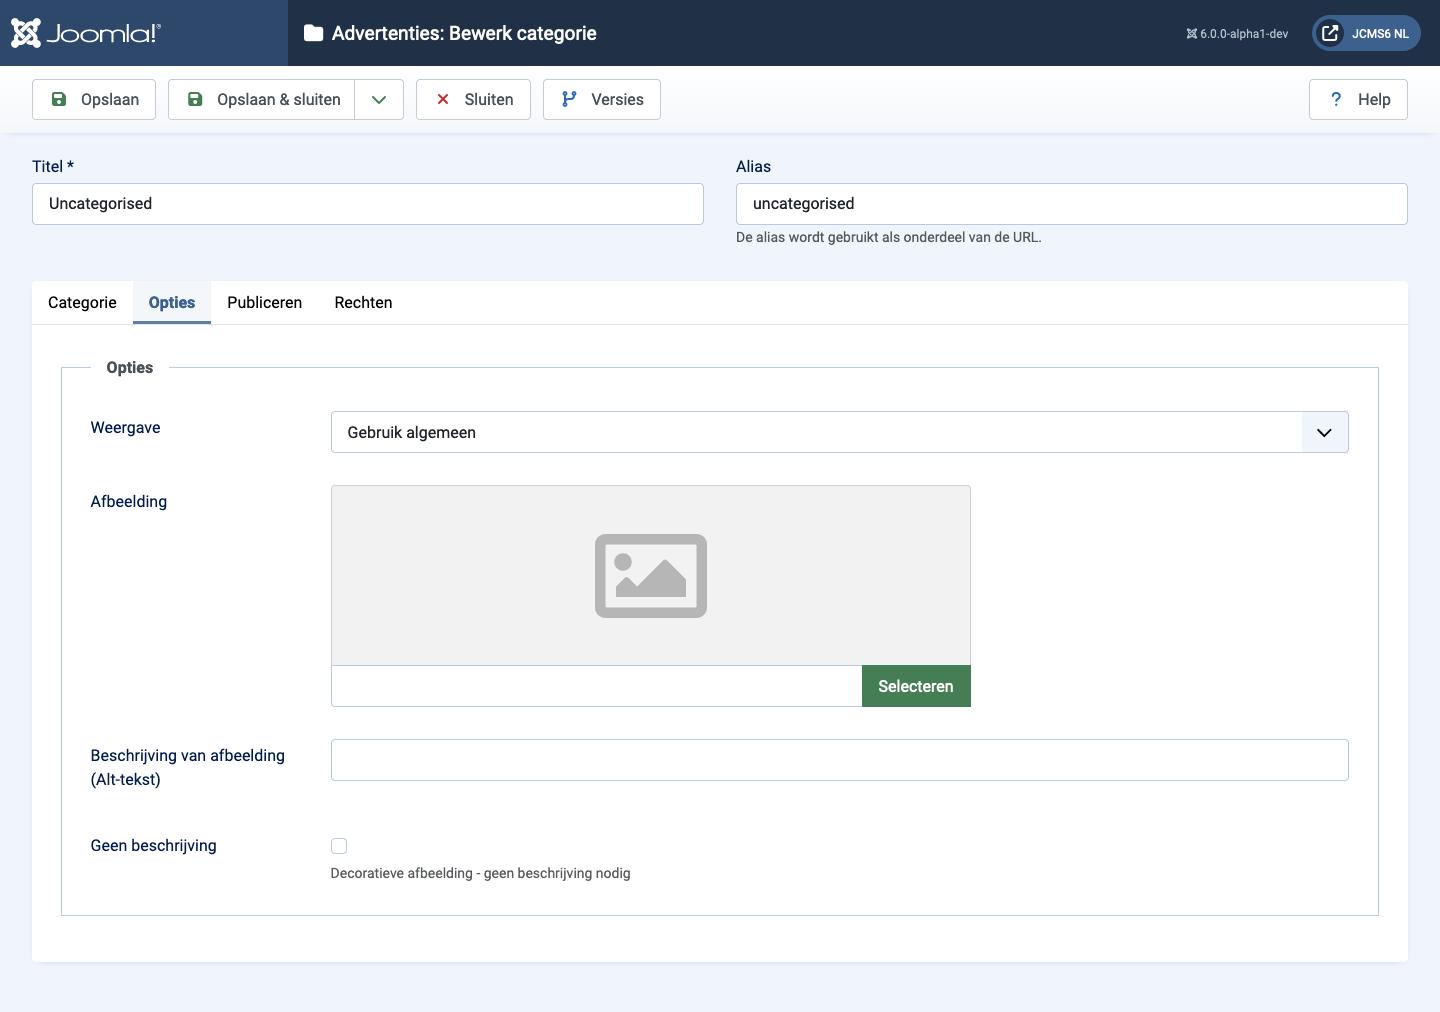 Joomla!®
Advertenties: Bewerk categorie
6.0.0-alpha1-dev
JCMS6 NL
Opslaan
Opslaan & sluiten
Sluiten
Versies
? Help
Titel *
Alias
Uncategorised
uncategorised
De alias wordt gebruikt als onderdeel van de URL.
Categorie
Opties
Publiceren
Rechten
Opties
Weergave
Gebruik algemeen
Afbeelding
Selecteren
Beschrijving van afbeelding
(Alt-tekst)
Geen beschrijving
Decoratieve afbeelding - geen beschrijving nodig